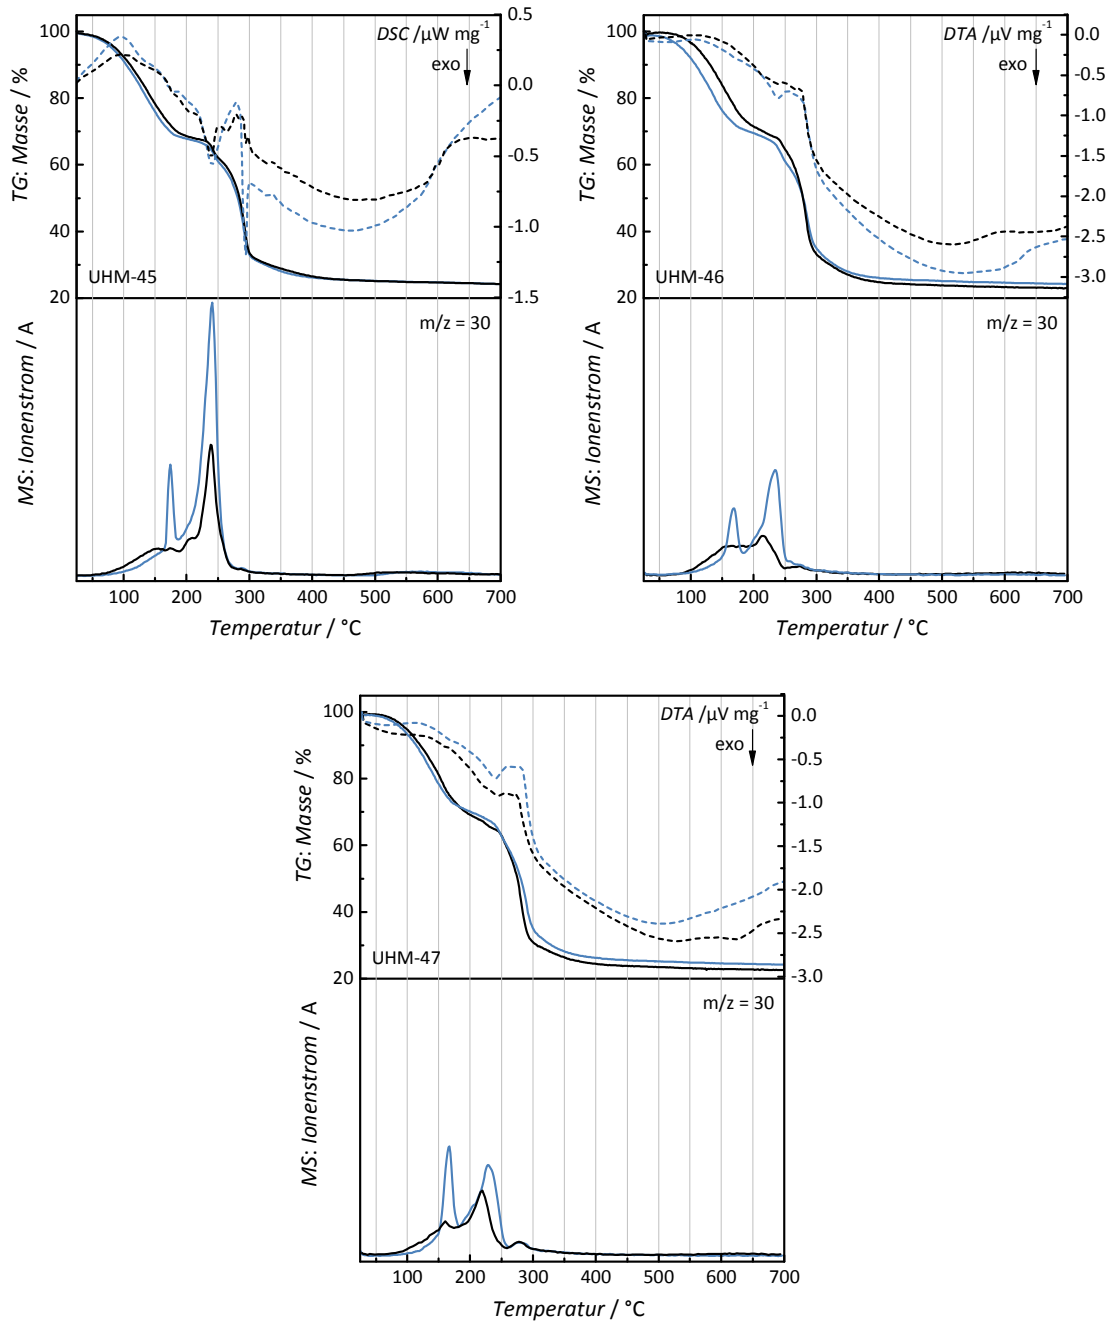 DSC /µW mg⁻¹
exo
TG: Masse / %
100
80
60
40
20
0.5
0.0
-0.5
-1.0
-1.5
UHM-45
m/z = 30
MS: Ionenstrom / A
100 200 300 400 500 600 700
Temperatur / °C
DTA /µV mg⁻¹
exo
TG: Masse / %
100
80
60
40
20
0.0
-0.5
-1.0
-1.5
-2.0
-2.5
-3.0
UHM-46
m/z = 30
MS: Ionenstrom / A
100 200 300 400 500 600 700
Temperatur / °C
DTA /µV mg⁻¹
exo
TG: Masse / %
100
80
60
40
20
0.0
-0.5
-1.0
-1.5
-2.0
-2.5
-3.0
UHM-47
m/z = 30
MS: Ionenstrom / A
100 200 300 400 500 600 700
Temperatur / °C